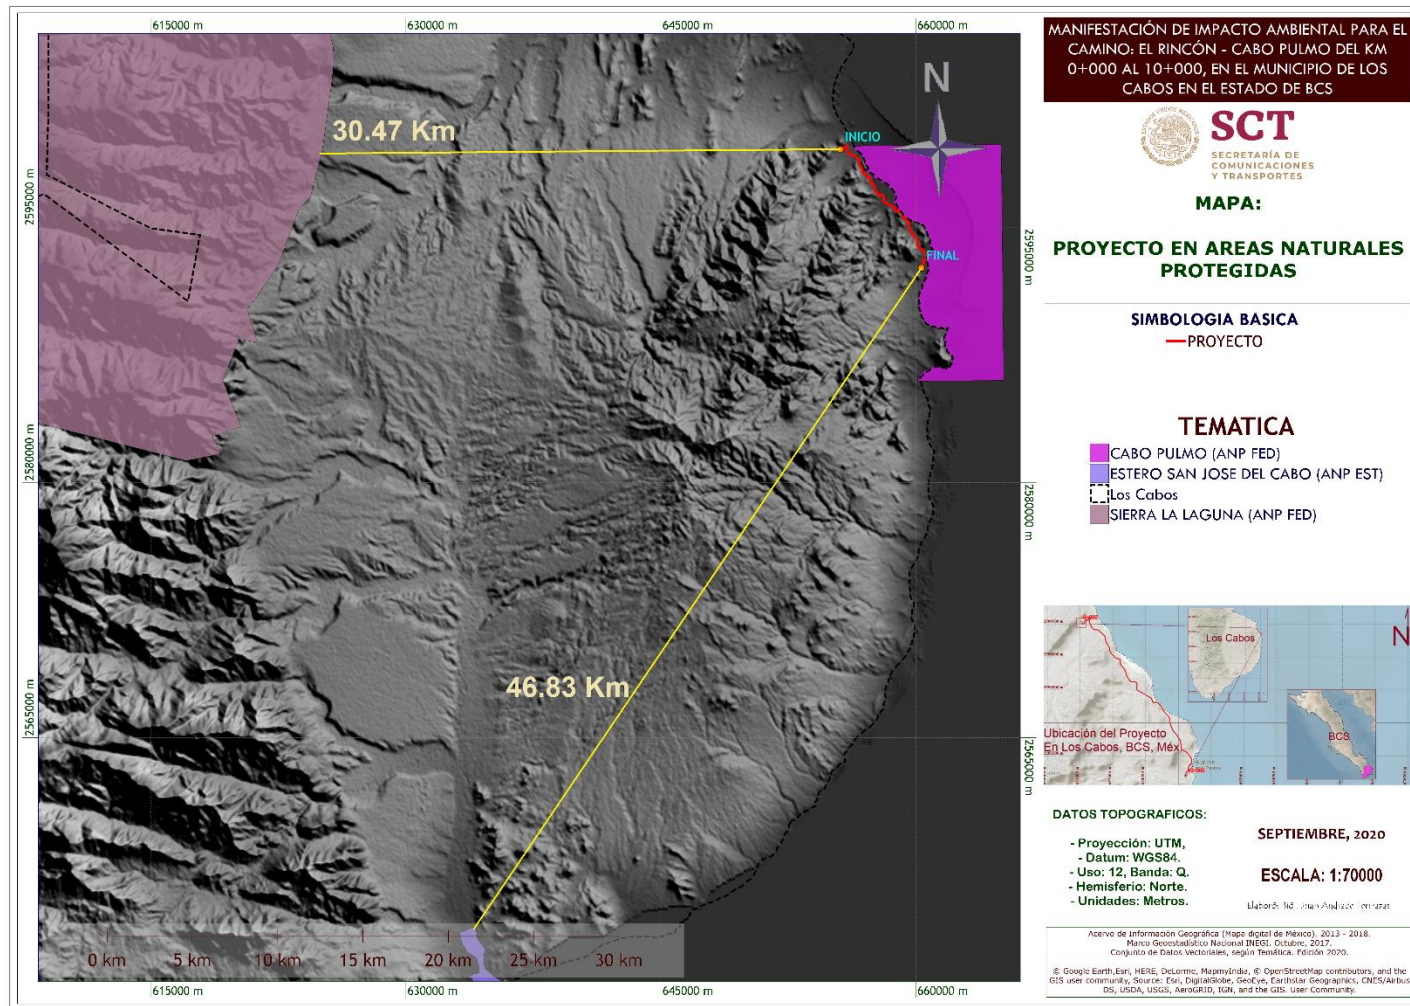 615000 m
630000 m
645000 m
660000 m
2595000 m
2580000 m
2565000 m
30.47 Km
N
INICIO
FINAL
46.83 Km
2595000 m
2580000 m
2565000 m
0 km
5 km
10 km
15 km
20 km
25 km
30 km
615000 m
630000 m
645000 m
660000 m
MANIFESTACIÓN DE IMPACTO AMBIENTAL PARA EL
CAMINO: EL RINCÓN - CABO PULMO DEL KM
0+000 AL 10+000, EN EL MUNICIPIO DE LOS
CABOS EN EL ESTADO DE BCS
SCT
SECRETARÍA DE
COMUNICACIONES
Y TRANSPORTES
MAPA:
PROYECTO EN AREAS NATURALES
PROTEGIDAS
SIMBOLOGIA BASICA
PROYECTO
TEMATICA
CABO PULMO (ANP FED)
ESTERO SAN JOSE DEL CABO (ANP EST)
Los Cabos
SIERRA LA LAGUNA (ANP FED)
Los Cabos
N
BCS
Ubicación del Proyecto
En Los Cabos, BCS, Méx
DATOS TOPOGRAFICOS:
- Proyección: UTM,
- Datum: WGS84.
- Uso: 12, Banda: Q.
- Hemisferio: Norte.
- Unidades: Metros.
SEPTIEMBRE, 2020
ESCALA: 1:70000
Acervo de Información Geográfica (Mapa digital de México). 2013 - 2018.
Marco Geoestadístico Nacional INEGI. Octubre, 2017.
Conjunto de Datos Vectoriales, según Temática. Edición 2020.
© Google Earth,Esri, HERE, DeLorme, MapmyIndia, © OpenStreetMap contributors, and the
GIS user community, Source: Esri, DigitalGlobe, GeoEye, Earthstar Geographics, CNES/Airbus
DS, USDA, USGS, AeroGRID, IGN, and the GIS. User Community.